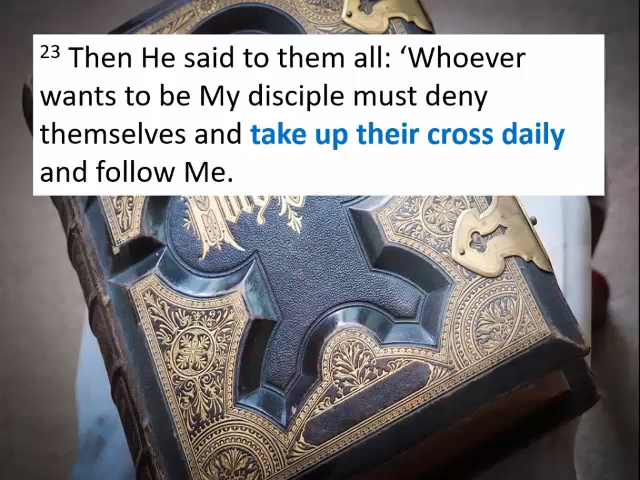 23 Then He said to them all: ‘Whoever
wants to be My disciple must deny
themselves and take up their cross daily
and follow Me.